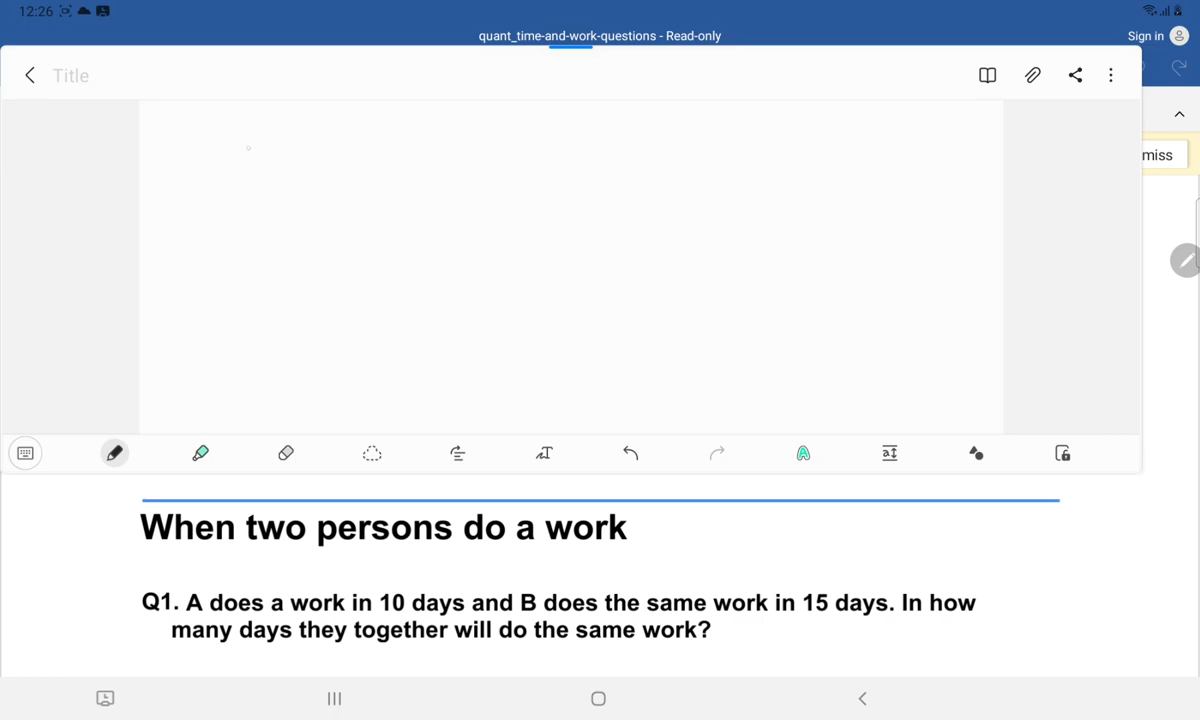 12:26
quant_time-and-work-questions - Read-only
Sign in
Title
miss
When two persons do a work
Q1. A does a work in 10 days and B does the same work in 15 days. In how
many days they together will do the same work?